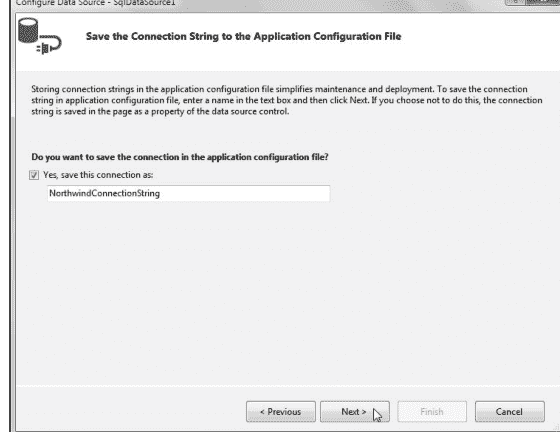 Configure Data Source - SqlDataSource1
Save the Connection String to the Application Configuration File
Storing connection strings in the application configuration file simplifies maintenance and deployment. To save the connection
string in application configuration file, enter a name in the text box and then click Next. If you choose not to do this, the connection
string is saved in the page as a property of the data source control.
Do you want to save the connection in the application configuration file?
Yes, save this connection as:
NorthwindConnectionString
< Previous Next > Finish Cancel